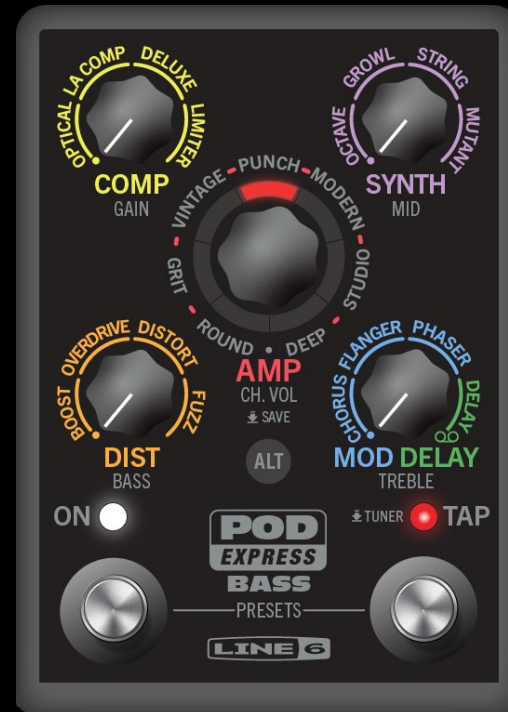 OPTICAL LA COMP DELUXE LIMITER
COMP
GAIN
OCTAVE GROWL STRING MUTANT
SYNTH
MID
ROUND GRIT VINTAGE PUNCH MODERN STUDIO DEEP
AMP
CH. VOL
SAVE
BOOST OVERDRIVE DISTORT FUZZ
DIST
BASS
ALT
CHORUS FLANGER PHASER DELAY
MOD DELAY
TREBLE
ON
TUNER TAP
POD
EXPRESS
BASS
PRESETS
LINE 6